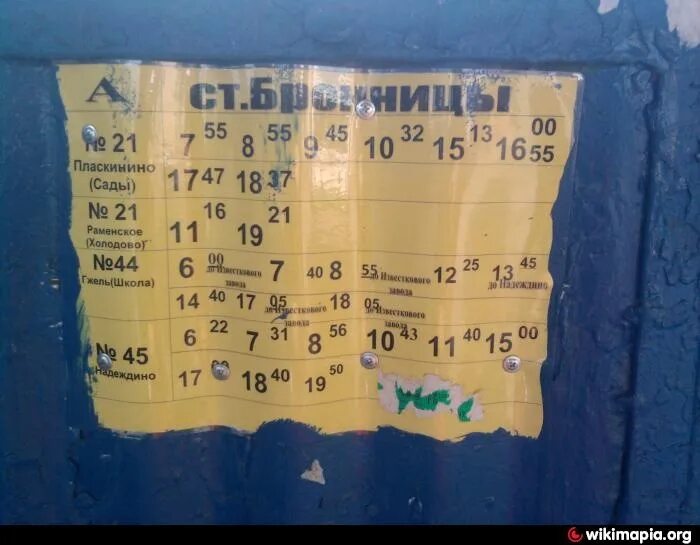 А ст.Бронницы
№ 21 7 55 8 55 9 45 10 32 15 13 16 00 55
Пласкинино
(Сады) 17 47 18 37
№ 21 11 16 19 21
Раменское
(Холодово)
№44 6 00 до Известкового завода 7 40 8 55 до Известкового завода 12 25 13 45 до Надеждино
Гжель(Школа)
14 40 17 05 до Известкового завода 18 05 до Известкового завода
6 22 7 31 8 56 10 43 11 40 15 00
№ 45
Надеждино 17 18 40 19 50
wikimapia.org